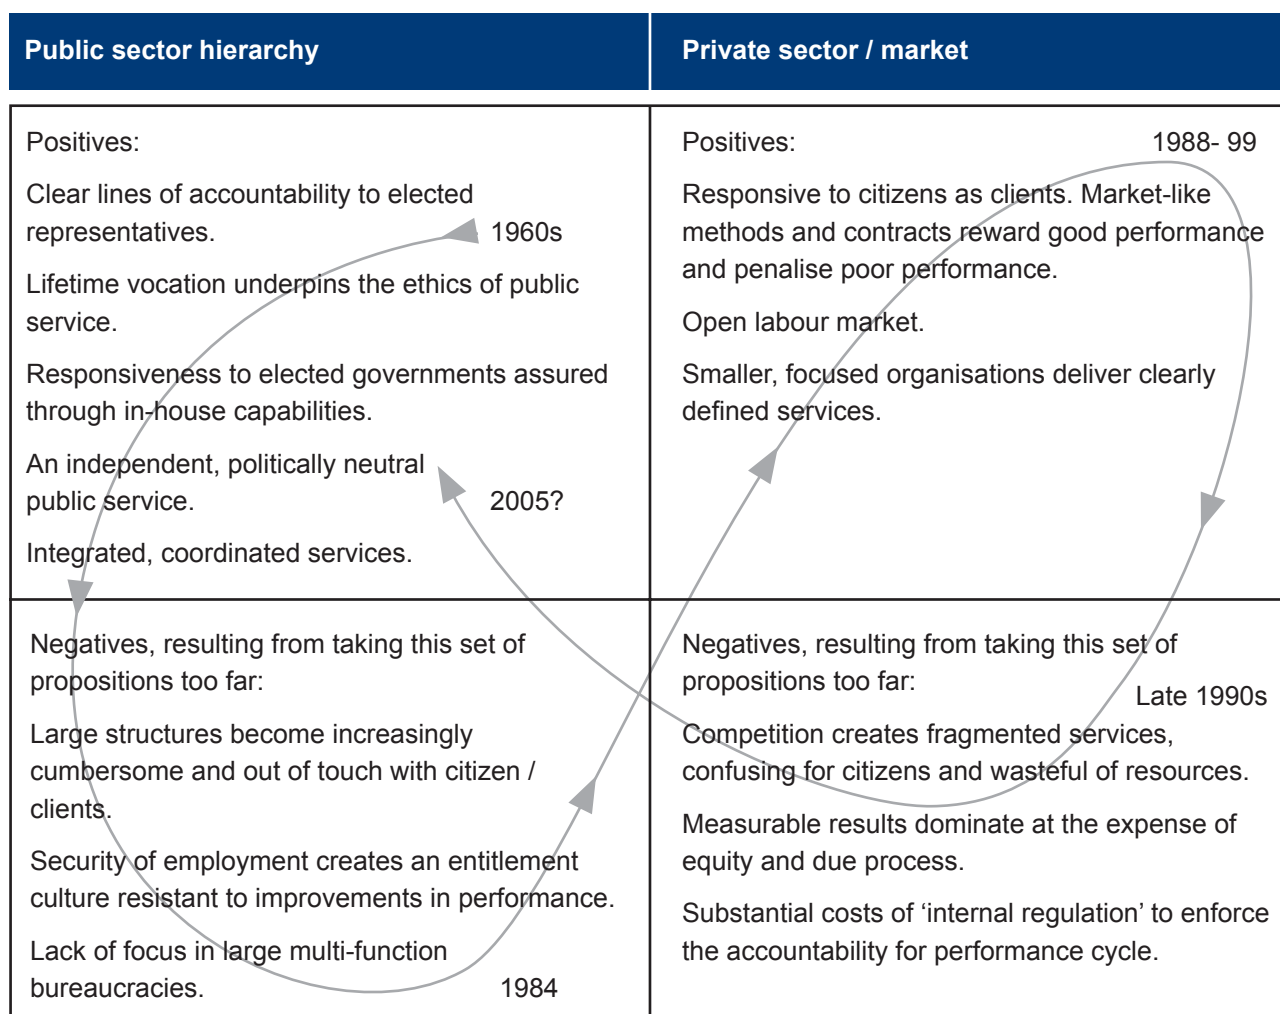 Public sector hierarchy
Private sector / market
Positives:
Clear lines of accountability to elected
representatives.
1960s
Lifetime vocation underpins the ethics of public
service.
Responsiveness to elected governments assured
through in-house capabilities.
An independent, politically neutral
public service.
2005?
Integrated, coordinated services.
Positives:
1988- 99
Responsive to citizens as clients. Market-like
methods and contracts reward good performance
and penalise poor performance.
Open labour market.
Smaller, focused organisations deliver clearly
defined services.
Negatives, resulting from taking this set of
propositions too far:
Large structures become increasingly
cumbersome and out of touch with citizen /
clients.
Security of employment creates an entitlement
culture resistant to improvements in performance.
Lack of focus in large multi-function
bureaucracies.
1984
Negatives, resulting from taking this set of
propositions too far:
Late 1990s
Competition creates fragmented services,
confusing for citizens and wasteful of resources.
Measurable results dominate at the expense of
equity and due process.
Substantial costs of ‘internal regulation’ to enforce
the accountability for performance cycle.